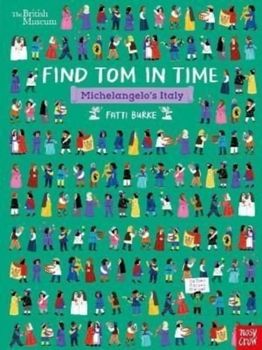 The
British
Museum
FIND TOM IN TIME
Michelangelo's Italy
FATTI BURKE
nosy
crow